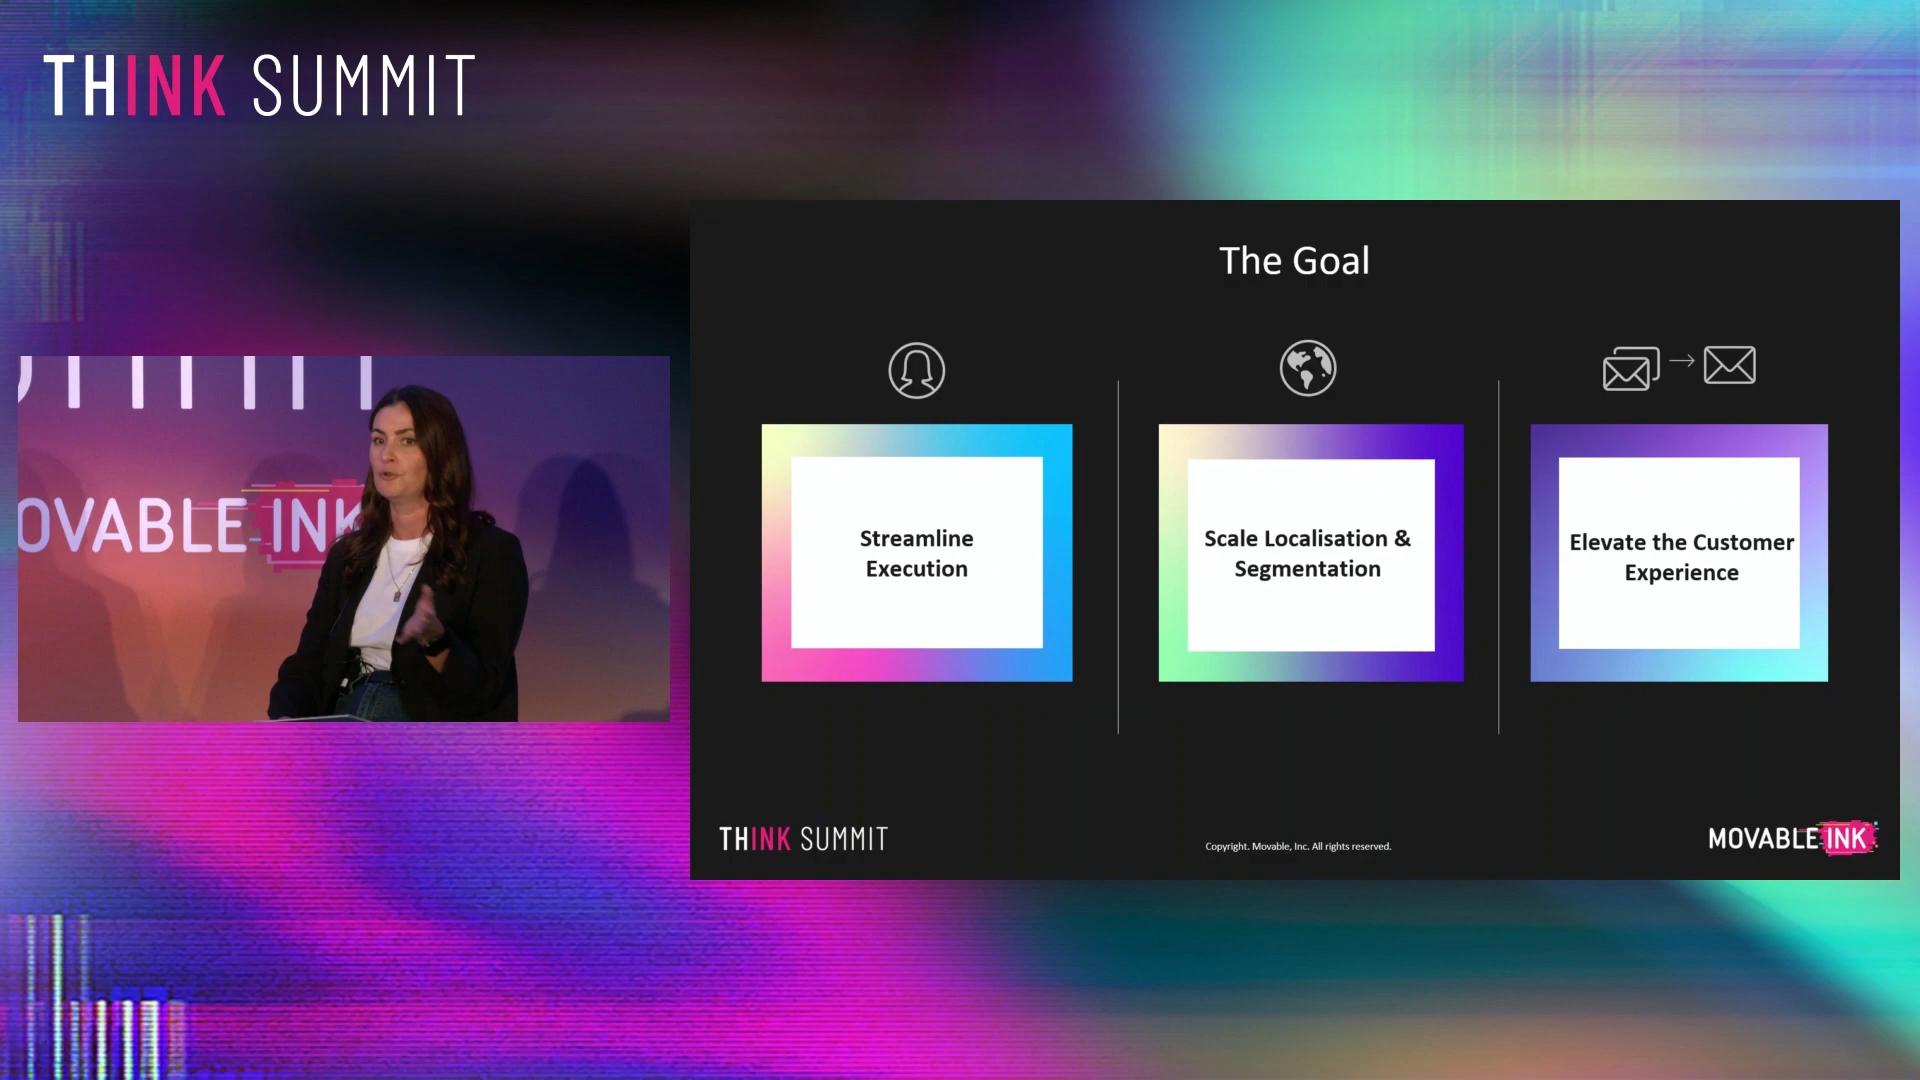 THINK SUMMIT
OVABLE INK
The Goal
Streamline
Execution
Scale Localisation &
Segmentation
Elevate the Customer
Experience
THINK SUMMIT
Copyright. Movable, Inc. All rights reserved.
MOVABLE INK